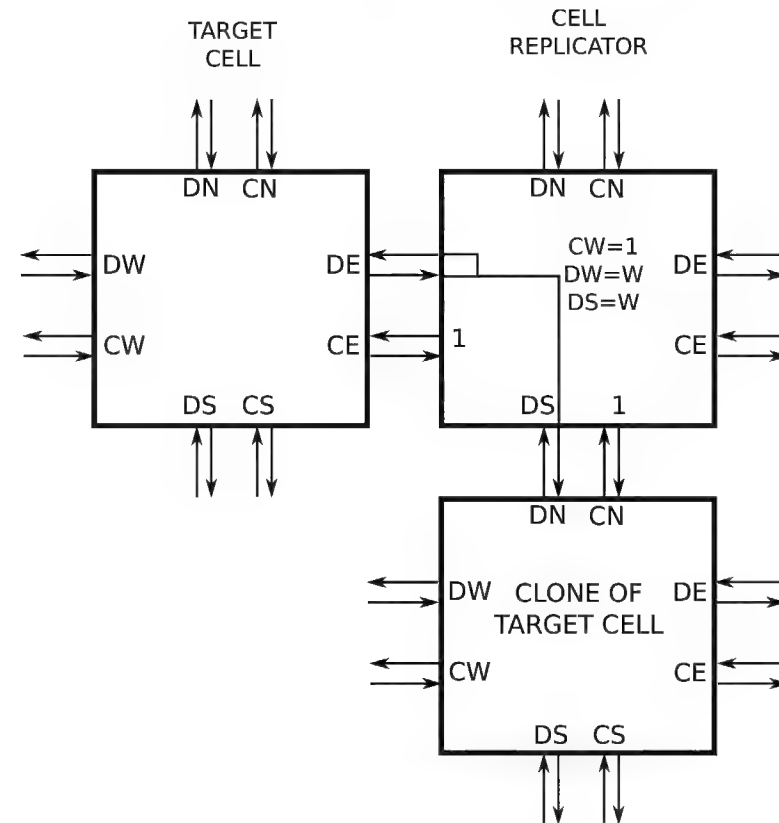 TARGET
CELL
CELL
REPLICATOR
DN CN
DW
DE
CW
CE
DS CS
DN CN
CW=1
DW=W
DS=W
DE
1
CE
DS 1
DN CN
DW
CLONE OF
TARGET CELL
DE
CW
CE
DS CS